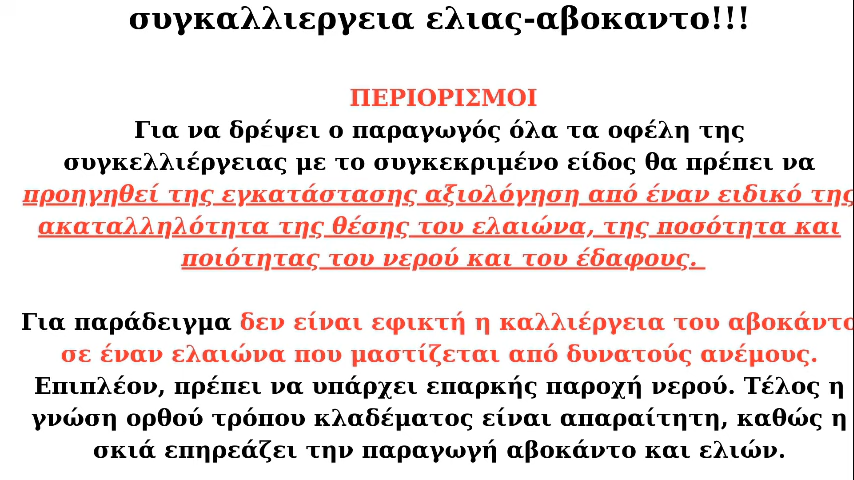 συγκαλλιεργεια ελιας-αβοκαντο!!!
ΠΕΡΙΟΡΙΣΜΟΙ
Για να δρέψει ο παραγωγός όλα τα οφέλη της
συγκελλιέργειας με το συγκεκριμένο είδος θα πρέπει να
προηγηθεί της εγκατάστασης αξιολόγηση από έναν ειδικό της
ακαταλληλότητα της θέσης του ελαιώνα, της ποσότητα και
ποιότητας του νερού και του έδαφους.
Για παράδειγμα δεν είναι εφικτή η καλλιέργεια του αβοκάντο
σε έναν ελαιώνα που μαστίζεται από δυνατούς ανέμους.
Επιπλέον, πρέπει να υπάρχει επαρκής παροχή νερού. Τέλος η
γνώση ορθού τρόπου κλαδέματος είναι απαραίτητη, καθώς η
σκιά επηρεάζει την παραγωγή αβοκάντο και ελιών.